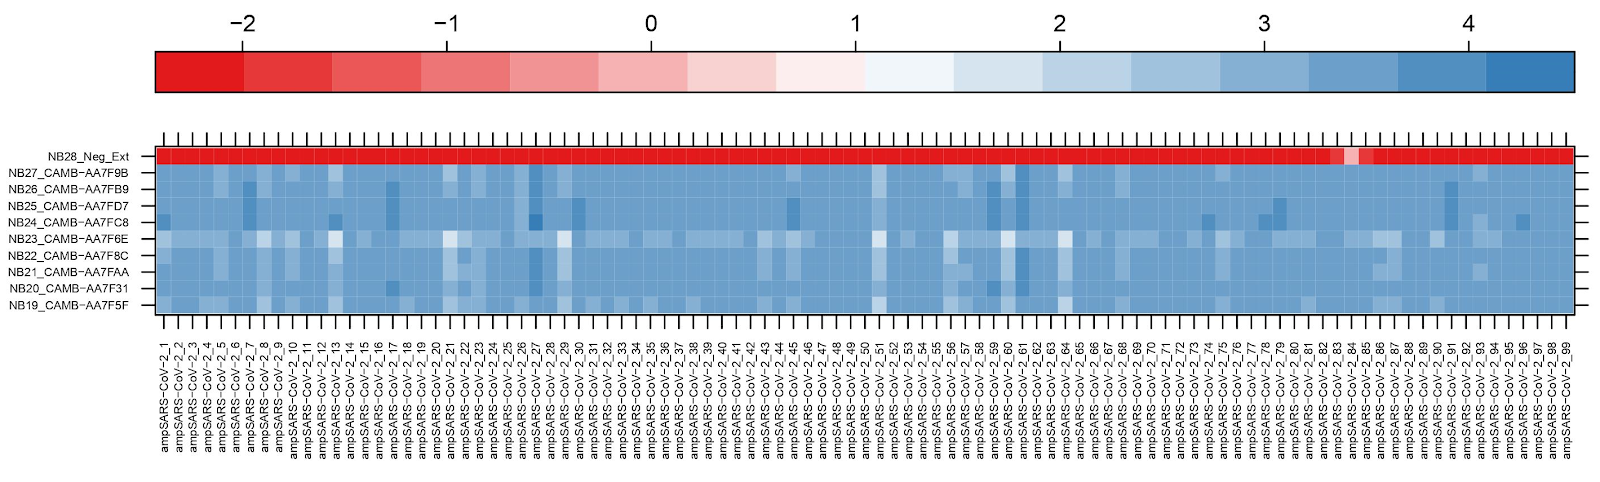 −2 −1 0 1 2 3 4
NB28_Neg_Ext
NB27_CAMB−AA7F9B
NB26_CAMB−AA7FB9
NB25_CAMB−AA7FD7
NB24_CAMB−AA7FC8
NB23_CAMB−AA7F6E
NB22_CAMB−AA7F8C
NB21_CAMB−AA7FAA
NB20_CAMB−AA7F31
NB19_CAMB−AA7F5F
ampSARS−CoV−2_1
ampSARS−CoV−2_2
ampSARS−CoV−2_3
ampSARS−CoV−2_4
ampSARS−CoV−2_5
ampSARS−CoV−2_6
ampSARS−CoV−2_7
ampSARS−CoV−2_8
ampSARS−CoV−2_9
ampSARS−CoV−2_10
ampSARS−CoV−2_11
ampSARS−CoV−2_12
ampSARS−CoV−2_13
ampSARS−CoV−2_14
ampSARS−CoV−2_15
ampSARS−CoV−2_16
ampSARS−CoV−2_17
ampSARS−CoV−2_18
ampSARS−CoV−2_19
ampSARS−CoV−2_20
ampSARS−CoV−2_21
ampSARS−CoV−2_22
ampSARS−CoV−2_23
ampSARS−CoV−2_24
ampSARS−CoV−2_25
ampSARS−CoV−2_26
ampSARS−CoV−2_27
ampSARS−CoV−2_28
ampSARS−CoV−2_29
ampSARS−CoV−2_30
ampSARS−CoV−2_31
ampSARS−CoV−2_32
ampSARS−CoV−2_33
ampSARS−CoV−2_34
ampSARS−CoV−2_35
ampSARS−CoV−2_36
ampSARS−CoV−2_37
ampSARS−CoV−2_38
ampSARS−CoV−2_39
ampSARS−CoV−2_40
ampSARS−CoV−2_41
ampSARS−CoV−2_42
ampSARS−CoV−2_43
ampSARS−CoV−2_44
ampSARS−CoV−2_45
ampSARS−CoV−2_46
ampSARS−CoV−2_47
ampSARS−CoV−2_48
ampSARS−CoV−2_49
ampSARS−CoV−2_50
ampSARS−CoV−2_51
ampSARS−CoV−2_52
ampSARS−CoV−2_53
ampSARS−CoV−2_54
ampSARS−CoV−2_55
ampSARS−CoV−2_56
ampSARS−CoV−2_57
ampSARS−CoV−2_58
ampSARS−CoV−2_59
ampSARS−CoV−2_60
ampSARS−CoV−2_61
ampSARS−CoV−2_62
ampSARS−CoV−2_63
ampSARS−CoV−2_64
ampSARS−CoV−2_65
ampSARS−CoV−2_66
ampSARS−CoV−2_67
ampSARS−CoV−2_68
ampSARS−CoV−2_69
ampSARS−CoV−2_70
ampSARS−CoV−2_71
ampSARS−CoV−2_72
ampSARS−CoV−2_73
ampSARS−CoV−2_74
ampSARS−CoV−2_75
ampSARS−CoV−2_76
ampSARS−CoV−2_77
ampSARS−CoV−2_78
ampSARS−CoV−2_79
ampSARS−CoV−2_80
ampSARS−CoV−2_81
ampSARS−CoV−2_82
ampSARS−CoV−2_83
ampSARS−CoV−2_84
ampSARS−CoV−2_85
ampSARS−CoV−2_86
ampSARS−CoV−2_87
ampSARS−CoV−2_88
ampSARS−CoV−2_89
ampSARS−CoV−2_90
ampSARS−CoV−2_91
ampSARS−CoV−2_92
ampSARS−CoV−2_93
ampSARS−CoV−2_94
ampSARS−CoV−2_95
ampSARS−CoV−2_96
ampSARS−CoV−2_97
ampSARS−CoV−2_98
ampSARS−CoV−2_99